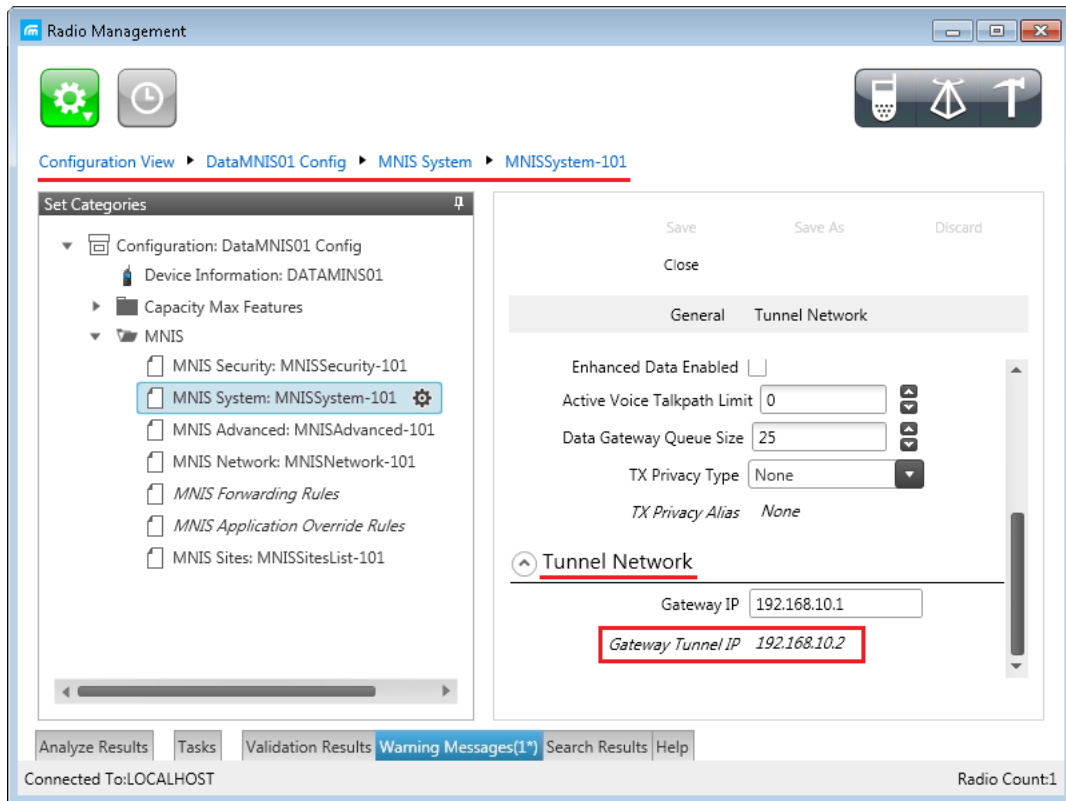 Radio Management
Configuration View DataMNIS01 Config MNIS System MNISSystem-101
Set Categories
Configuration: DataMNIS01 Config
Device Information: DATAMINS01
Capacity Max Features
MNIS
MNIS Security: MNISSecurity-101
MNIS System: MNISSystem-101
MNIS Advanced: MNISAdvanced-101
MNIS Network: MNISNetwork-101
MNIS Forwarding Rules
MNIS Application Override Rules
MNIS Sites: MNISSitesList-101
Save Save As Discard
Close
General Tunnel Network
Enhanced Data Enabled
Active Voice Talkpath Limit 0
Data Gateway Queue Size 25
TX Privacy Type None
TX Privacy Alias None
Tunnel Network
Gateway IP 192.168.10.1
Gateway Tunnel IP 192.168.10.2
Analyze Results Tasks Validation Results Warning Messages(1*) Search Results Help
Connected To:LOCALHOST Radio Count:1